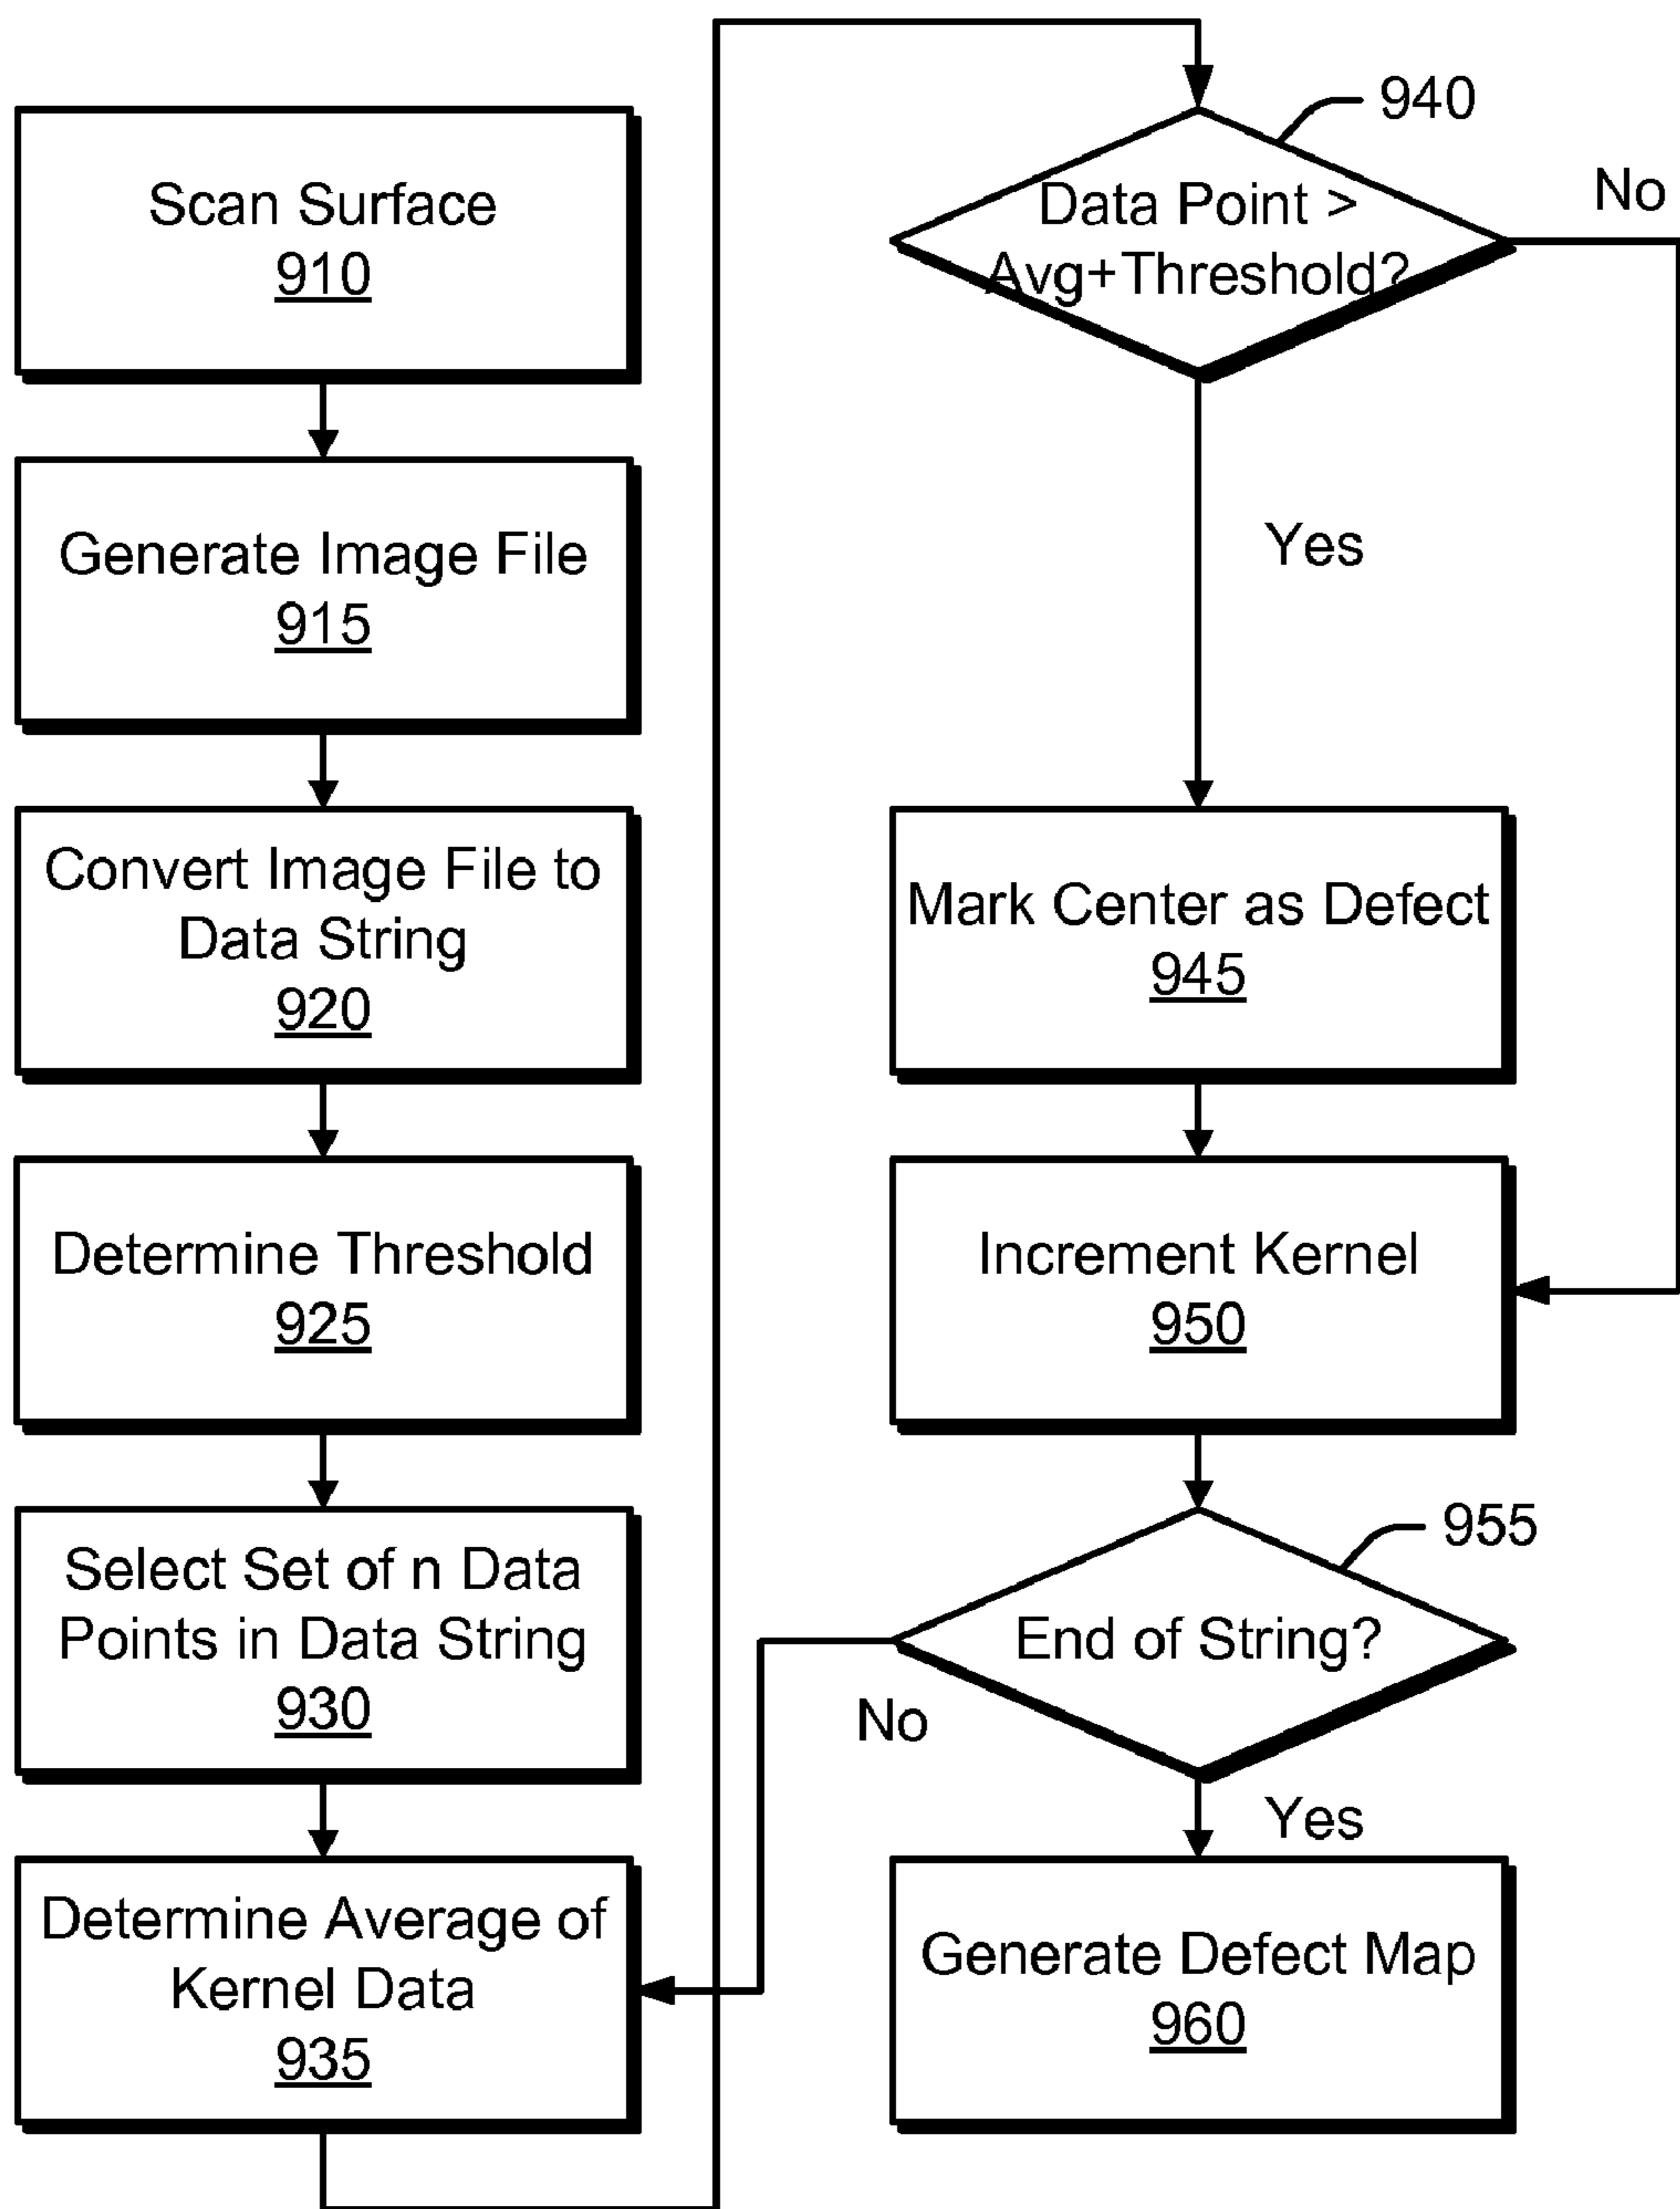 Scan Surface
910
Generate Image File
915
Convert Image File to
Data String
920
Determine Threshold
925
Select Set of n Data
Points in Data String
930
Determine Average of
Kernel Data
935
940
Data Point >
Avg+Threshold?
No
Yes
Mark Center as Defect
945
Increment Kernel
950
955
End of String?
No
Yes
Generate Defect Map
960